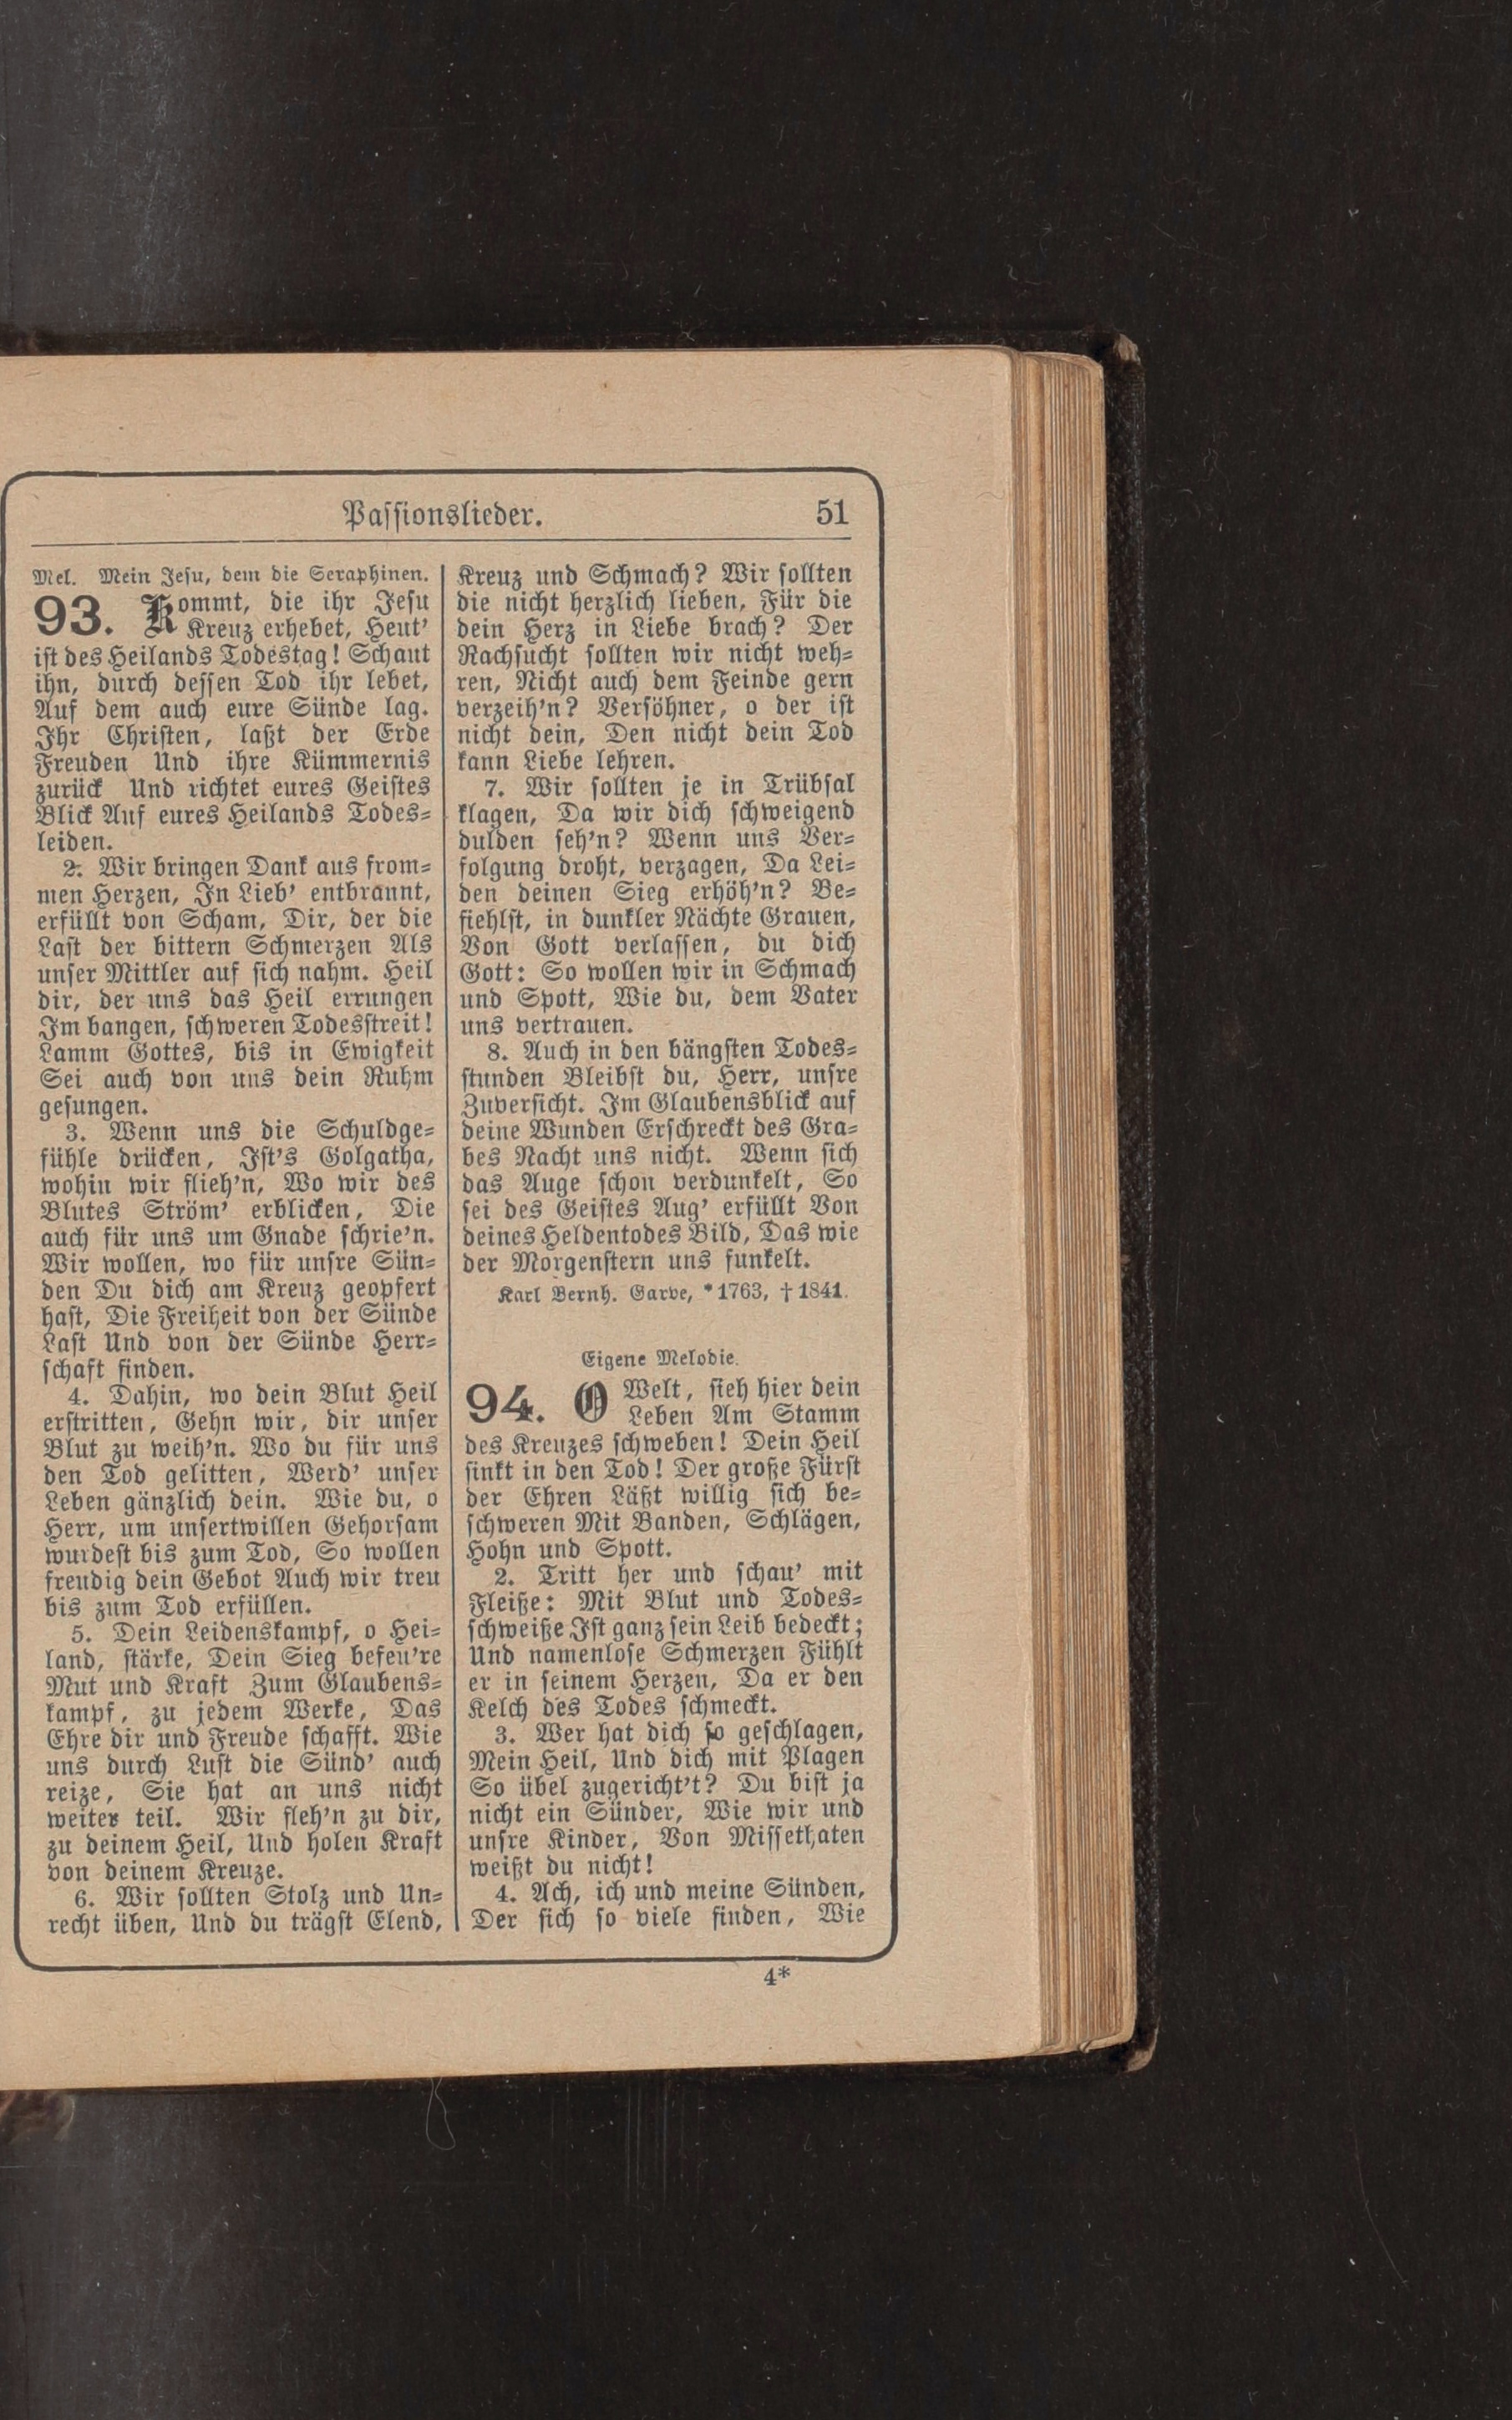 Passionslieder. 51
Mel. Mein Jesu, dem die Seraphinen.
93. Kommt, die ihr Jesu
Kreuz erhebet, Heut'
ist des Heilands Todestag! Schaut
ihn, durch dessen Tod ihr lebet,
Auf dem auch eure Sünde lag.
Ihr Christen, laßt der Erde
Freuden Und ihre Kümmernis
zurück Und richtet eures Geistes
Blick Auf eures Heilands Todes=
leiden.
2. Wir bringen Dank aus from=
men Herzen, In Lieb' entbrannt,
erfüllt von Scham, Dir, der die
Last der bittern Schmerzen Als
unser Mittler auf sich nahm. Heil
dir, der uns das Heil errungen
Im bangen, schweren Todesstreit!
Lamm Gottes, bis in Ewigkeit
Sei auch von uns dein Ruhm
gesungen.
3. Wenn uns die Schuldge=
fühle drücken, Ist's Golgatha,
wohin wir flieh'n, Wo wir des
Blutes Ström' erblicken, Die
auch für uns um Gnade schrie'n.
Wir wollen, wo für unsre Sün=
den Du dich am Kreuz geopfert
hast, Die Freiheit von der Sünde
Last Und von der Sünde Herr=
schaft finden.
4. Dahin, wo dein Blut Heil
erstritten, Gehn wir, dir unser
Blut zu weih'n. Wo du für uns
den Tod gelitten, Werd' unser
Leben gänzlich dein. Wie du, o
Herr, um unsertwillen Gehorsam
wurdest bis zum Tod, So wollen
freudig dein Gebot Auch wir treu
bis zum Tod erfüllen.
5. Dein Leidenskampf, o Hei=
land, stärke, Dein Sieg befeu're
Mut und Kraft Zum Glaubens=
kampf, zu jedem Werke, Das
Ehre dir und Freude schafft. Wie
uns durch Lust die Sünd' auch
reize, Sie hat an uns nicht
weiter teil. Wir fleh'n zu dir,
zu deinem Heil, Und holen Kraft
von deinem Kreuze.
6. Wir sollten Stolz und Un=
recht üben, Und du trägst Elend,
Kreuz und Schmach? Wir sollten
die nicht herzlich lieben, Für die
dein Herz in Liebe brach? Der
Rachsucht sollten wir nicht weh=
ren, Nicht auch dem Feinde gern
verzeih'n? Versöhner, o der ist
nicht dein, Den nicht dein Tod
kann Liebe lehren.
7. Wir sollten je in Trübsal
klagen, Da wir dich schweigend
dulden seh'n? Wenn uns Ver=
folgung droht, verzagen, Da Lei=
den deinen Sieg erhöh'n? Be=
fiehlst, in dunkler Nächte Grauen,
Von Gott verlassen, du dich
Gott: So wollen wir in Schmach
und Spott, Wie du, dem Vater
uns vertrauen.
8. Auch in den bängsten Todes=
stunden Bleibst du, Herr, unsre
Zuversicht. Im Glaubensblick auf
deine Wunden Erschreckt des Gra=
bes Nacht uns nicht. Wenn sich
das Auge schon verdunkelt, So
sei des Geistes Aug' erfüllt Von
deines Heldentodes Bild, Das wie
der Morgenstern uns funkelt.
Karl Bernh. Garve, *1763, †1841.
Eigene Melodie.
94. O Welt, sieh hier dein
Leben Am Stamm
des Kreuzes schweben! Dein Heil
sinkt in den Tod! Der große Fürst
der Ehren Läßt willig sich be=
schweren Mit Banden, Schlägen,
Hohn und Spott.
2. Tritt her und schau' mit
Fleiße: Mit Blut und Todes=
schweiße Ist ganz sein Leib bedeckt;
Und namenlose Schmerzen Fühlt
er in seinem Herzen, Da er den
Kelch des Todes schmeckt.
3. Wer hat dich so geschlagen,
Mein Heil, Und dich mit Plagen
So übel zugericht't? Du bist ja
nicht ein Sünder, Wie wir und
unsre Kinder, Von Missethaten
weißt du nicht!
4. Ach, ich und meine Sünden,
Der sich so viele finden, Wie
4*